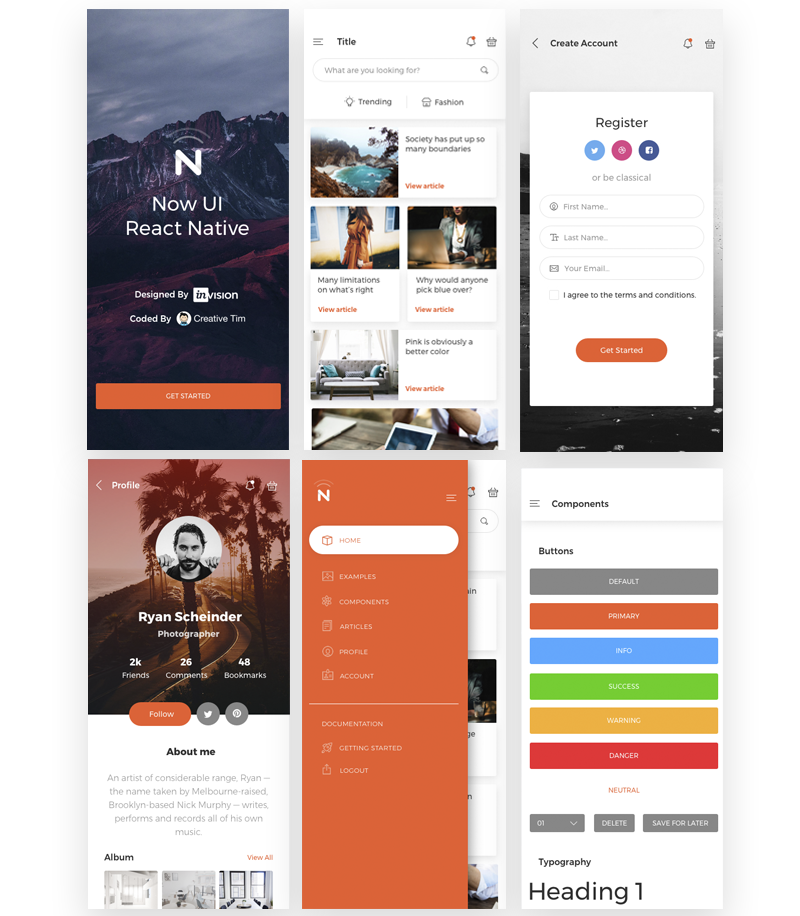 N
Now UI
React Native
Designed By inVISION
Coded By Creative Tim
GET STARTED
Title
What are you looking for?
Trending
Fashion
Society has put up so
many boundaries
View article
Many limitations
on what's right
View article
Why would anyone
pick blue over?
View article
Pink is obviously a
better color
View article
Create Account
Register
or be classical
First Name...
Last Name...
Your Email...
I agree to the terms and conditions.
Get Started
Profile
Ryan Scheinder
Photographer
2k
Friends
26
Comments
48
Bookmarks
Follow
About me
An artist of considerable range, Ryan —
the name taken by Melbourne-raised,
Brooklyn-based Nick Murphy — writes,
performs and records all of his own
music.
Album
View All
N
HOME
EXAMPLES
COMPONENTS
ARTICLES
PROFILE
ACCOUNT
DOCUMENTATION
GETTING STARTED
LOGOUT
Components
Buttons
DEFAULT
PRIMARY
INFO
SUCCESS
WARNING
DANGER
NEUTRAL
01
DELETE
SAVE FOR LATER
Typography
Heading 1